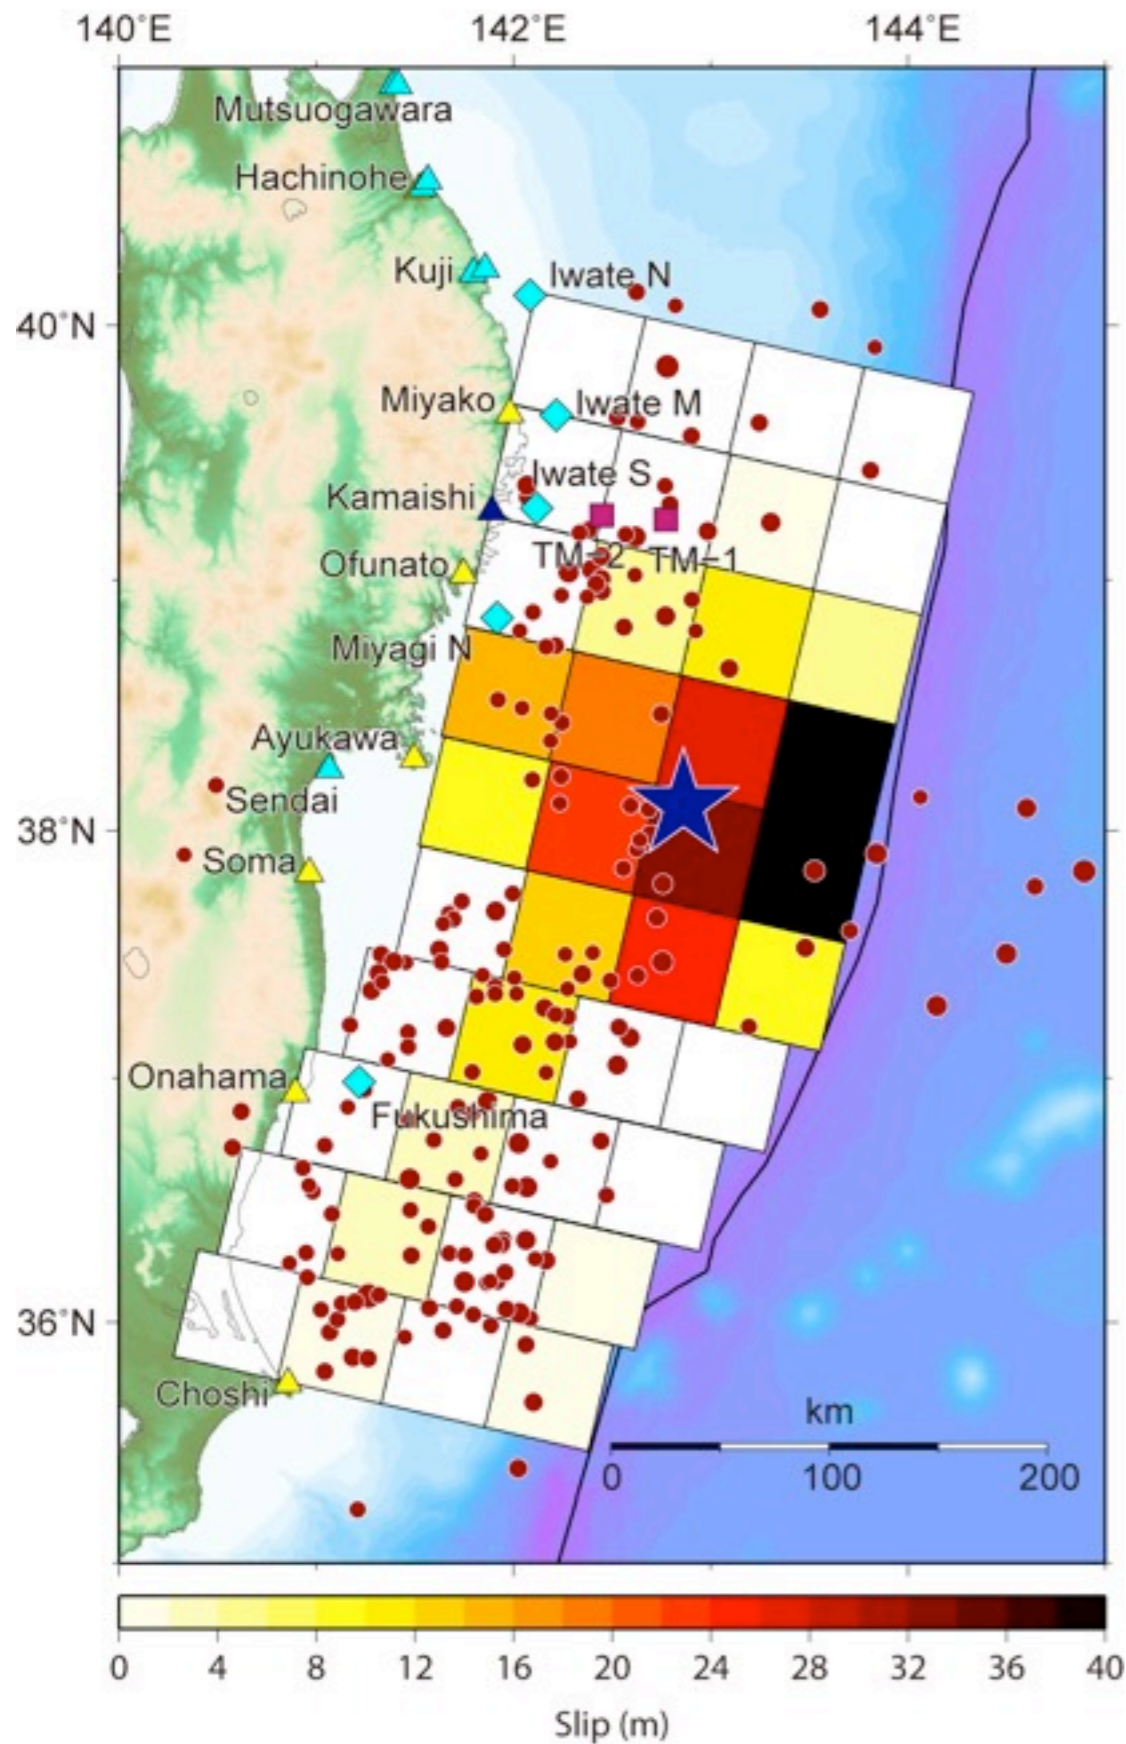 140˚E 142˚E 144˚E
Mutsuogawara
Hachinohe
Kuji
Iwate N
40˚N
Miyako
Iwate M
Iwate S
Kamaishi
TM−2 TM−1
Ofunato
Miyagi N
Ayukawa
Sendai
38˚N
Soma
Onahama
Fukushima
36˚N
Choshi
km
0 100 200
0 4 8 12 16 20 24 28 32 36 40
Slip (m)